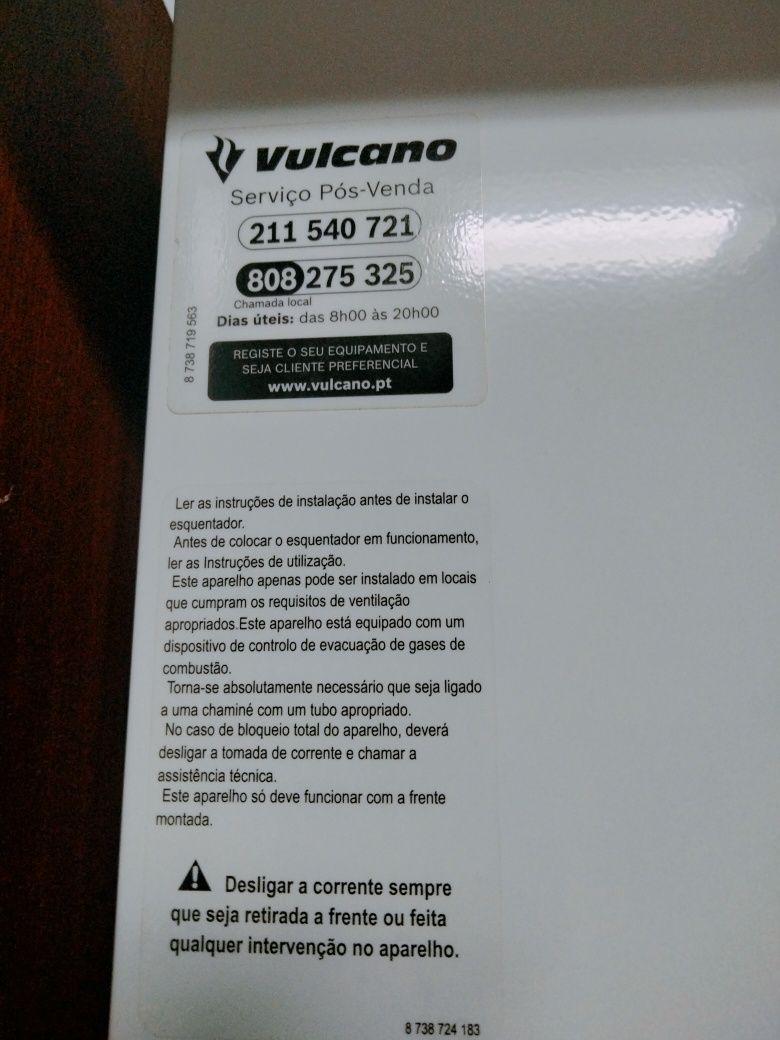 Vulcano
Serviço Pós-Venda
211 540 721
808 275 325
Chamada local
Dias úteis: das 8h00 às 20h00
8 738 719 563
REGISTE O SEU EQUIPAMENTO E
SEJA CLIENTE PREFERENCIAL
www.vulcano.pt
Ler as instruções de instalação antes de instalar o
esquentador.
Antes de colocar o esquentador em funcionamento,
ler as Instruções de utilização.
Este aparelho apenas pode ser instalado em locais
que cumpram os requisitos de ventilação
apropriados.Este aparelho está equipado com um
dispositivo de controlo de evacuação de gases de
combustão.
Torna-se absolutamente necessário que seja ligado
a uma chaminé com um tubo apropriado.
No caso de bloqueio total do aparelho, deverá
desligar a tomada de corrente e chamar a
assistência técnica.
Este aparelho só deve funcionar com a frente
montada.
Desligar a corrente sempre
que seja retirada a frente ou feita
qualquer intervenção no aparelho.
8 738 724 183